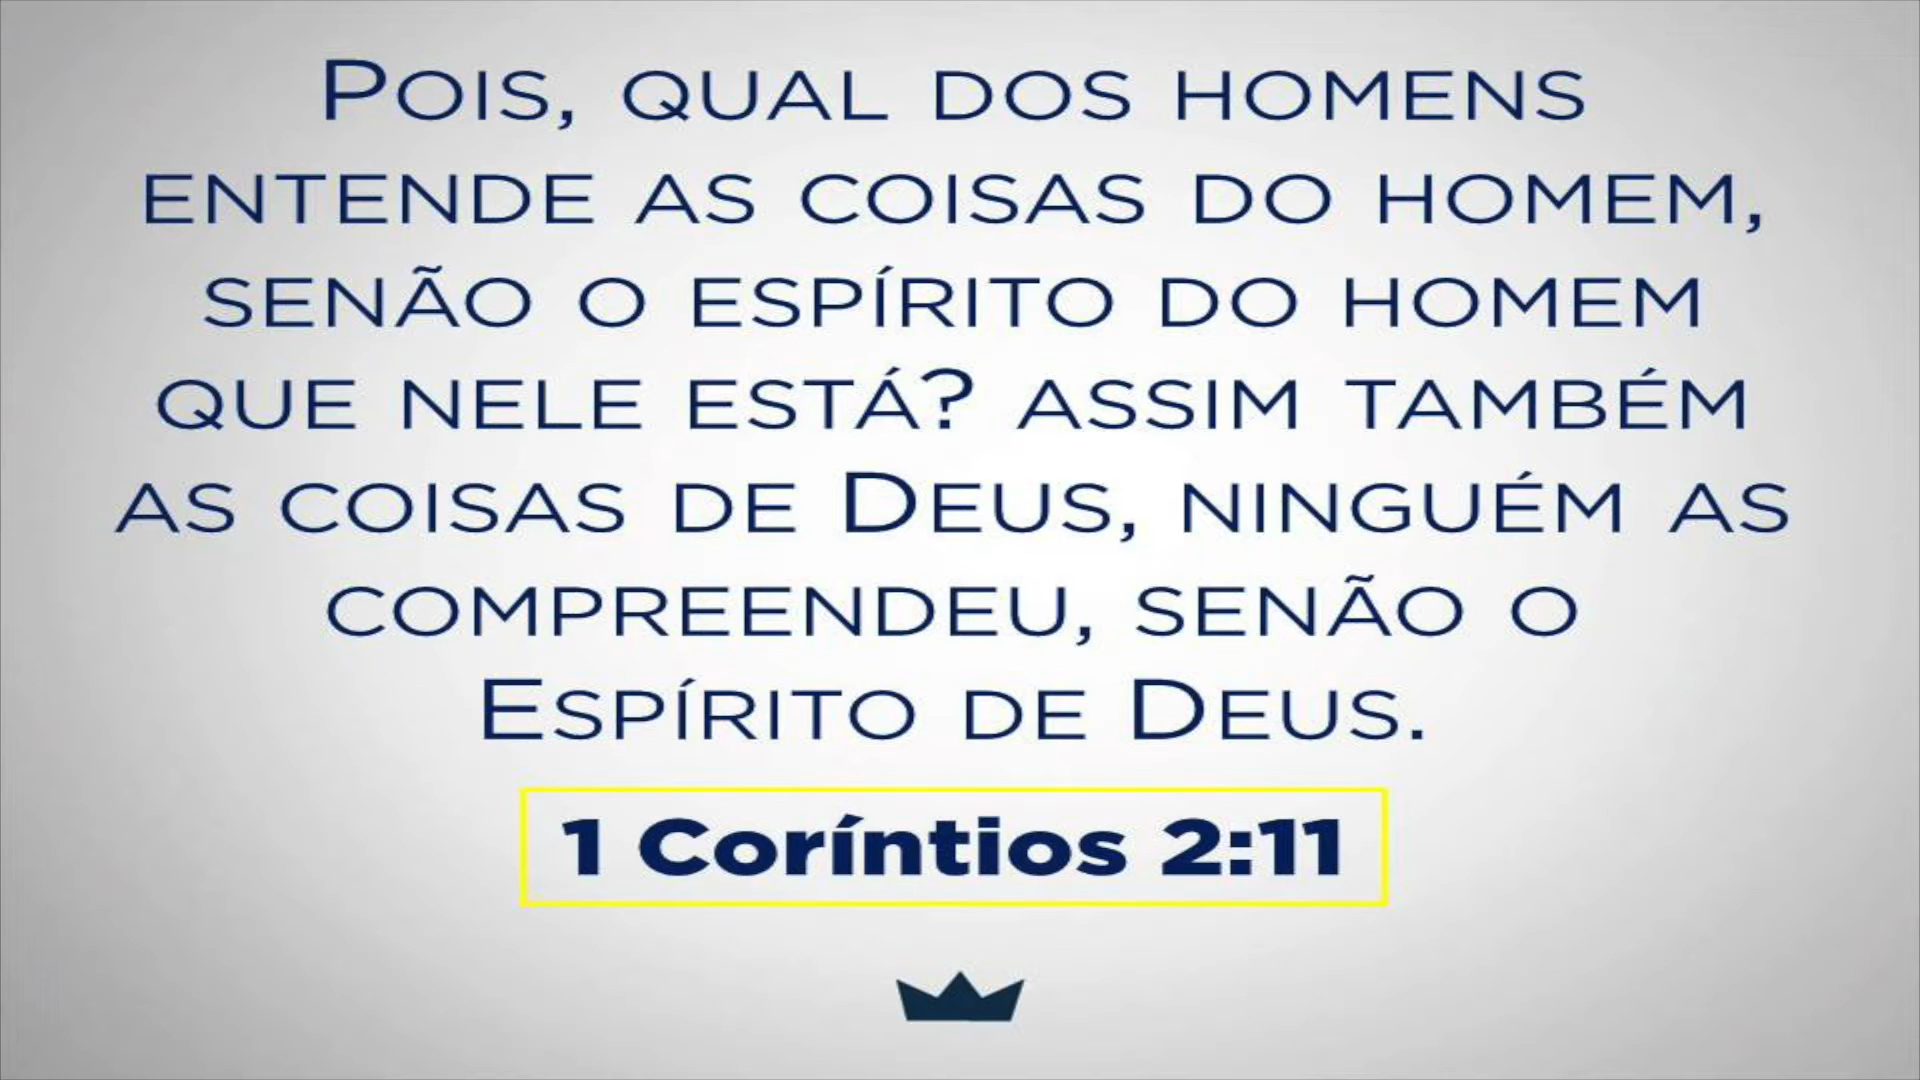 Pois, qual dos homens
entende as coisas do homem,
senão o espírito do homem
que nele está? assim também
as coisas de Deus, ninguém as
compreendeu, senão o
Espírito de Deus.
1 Coríntios 2:11